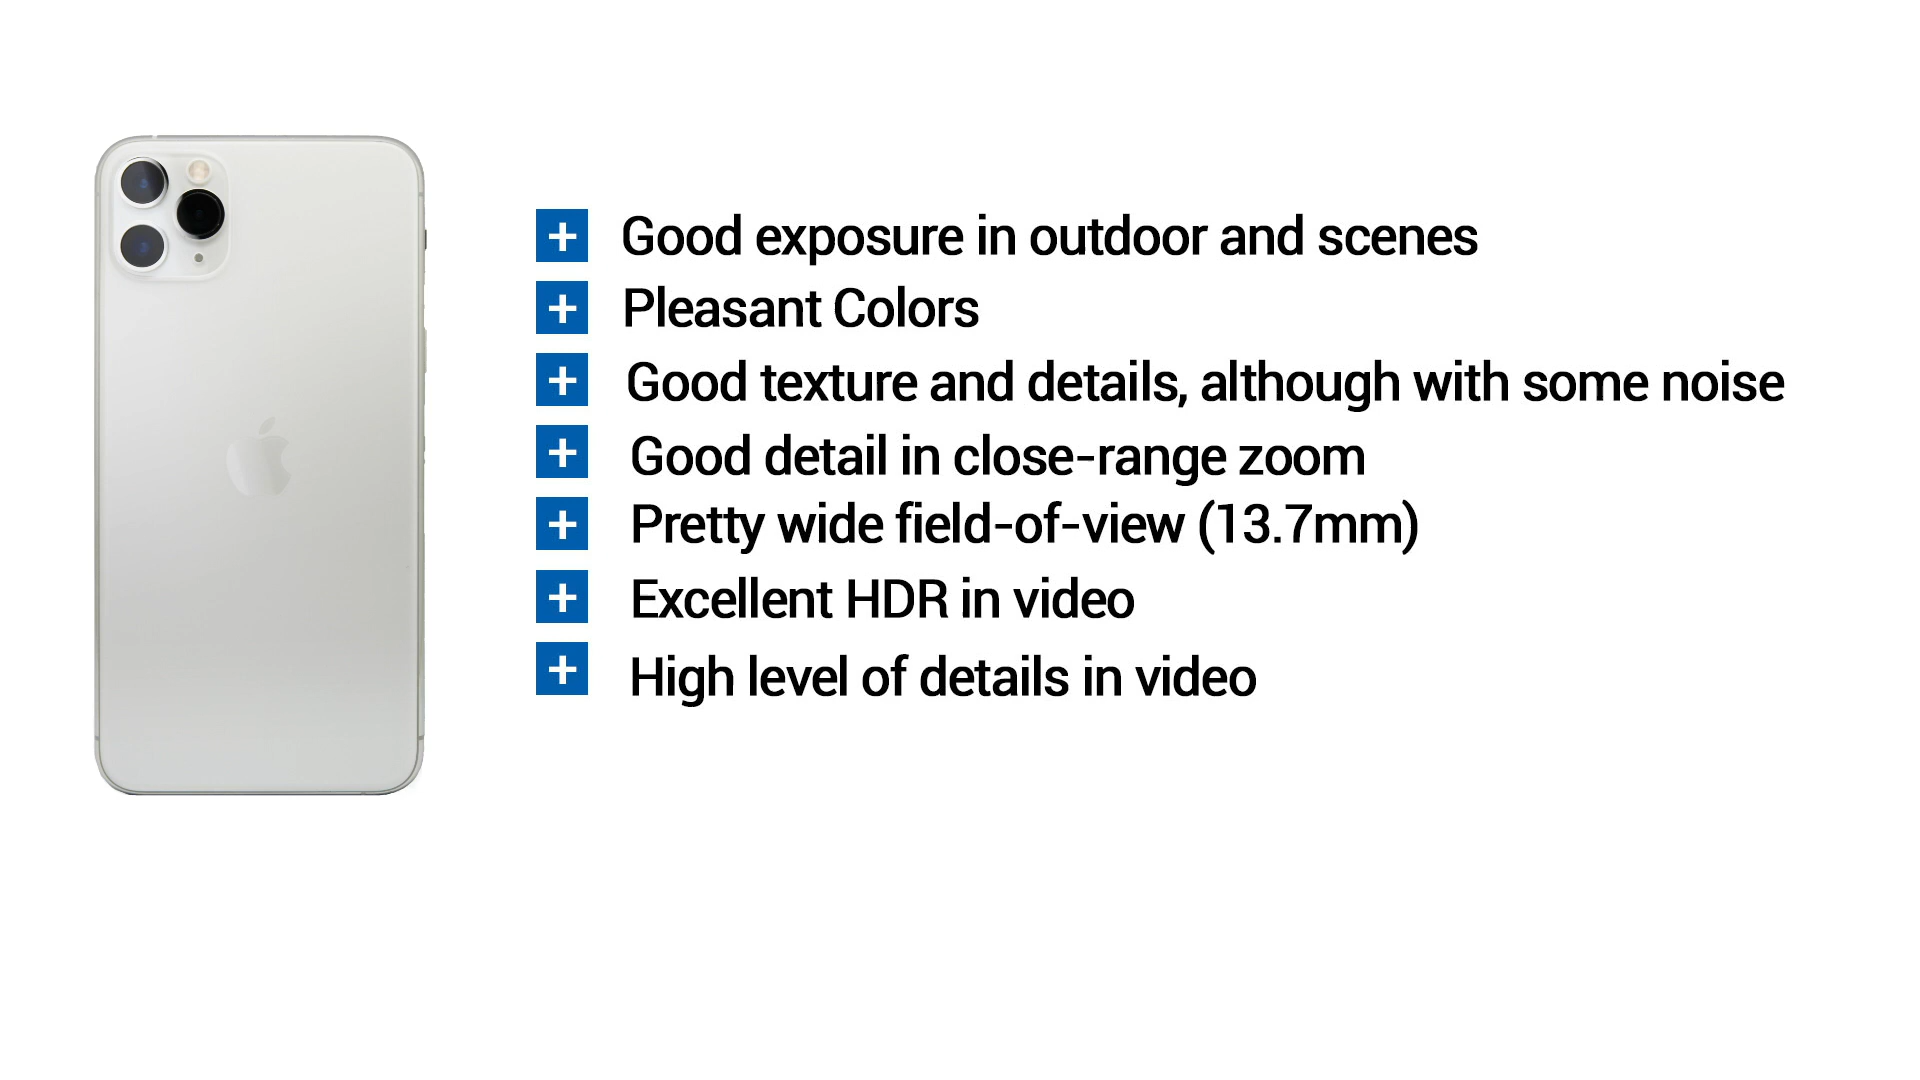 Good exposure in outdoor and scenes
Pleasant Colors
Good texture and details, although with some noise
Good detail in close-range zoom
Pretty wide field-of-view (13.7mm)
Excellent HDR in video
High level of details in video